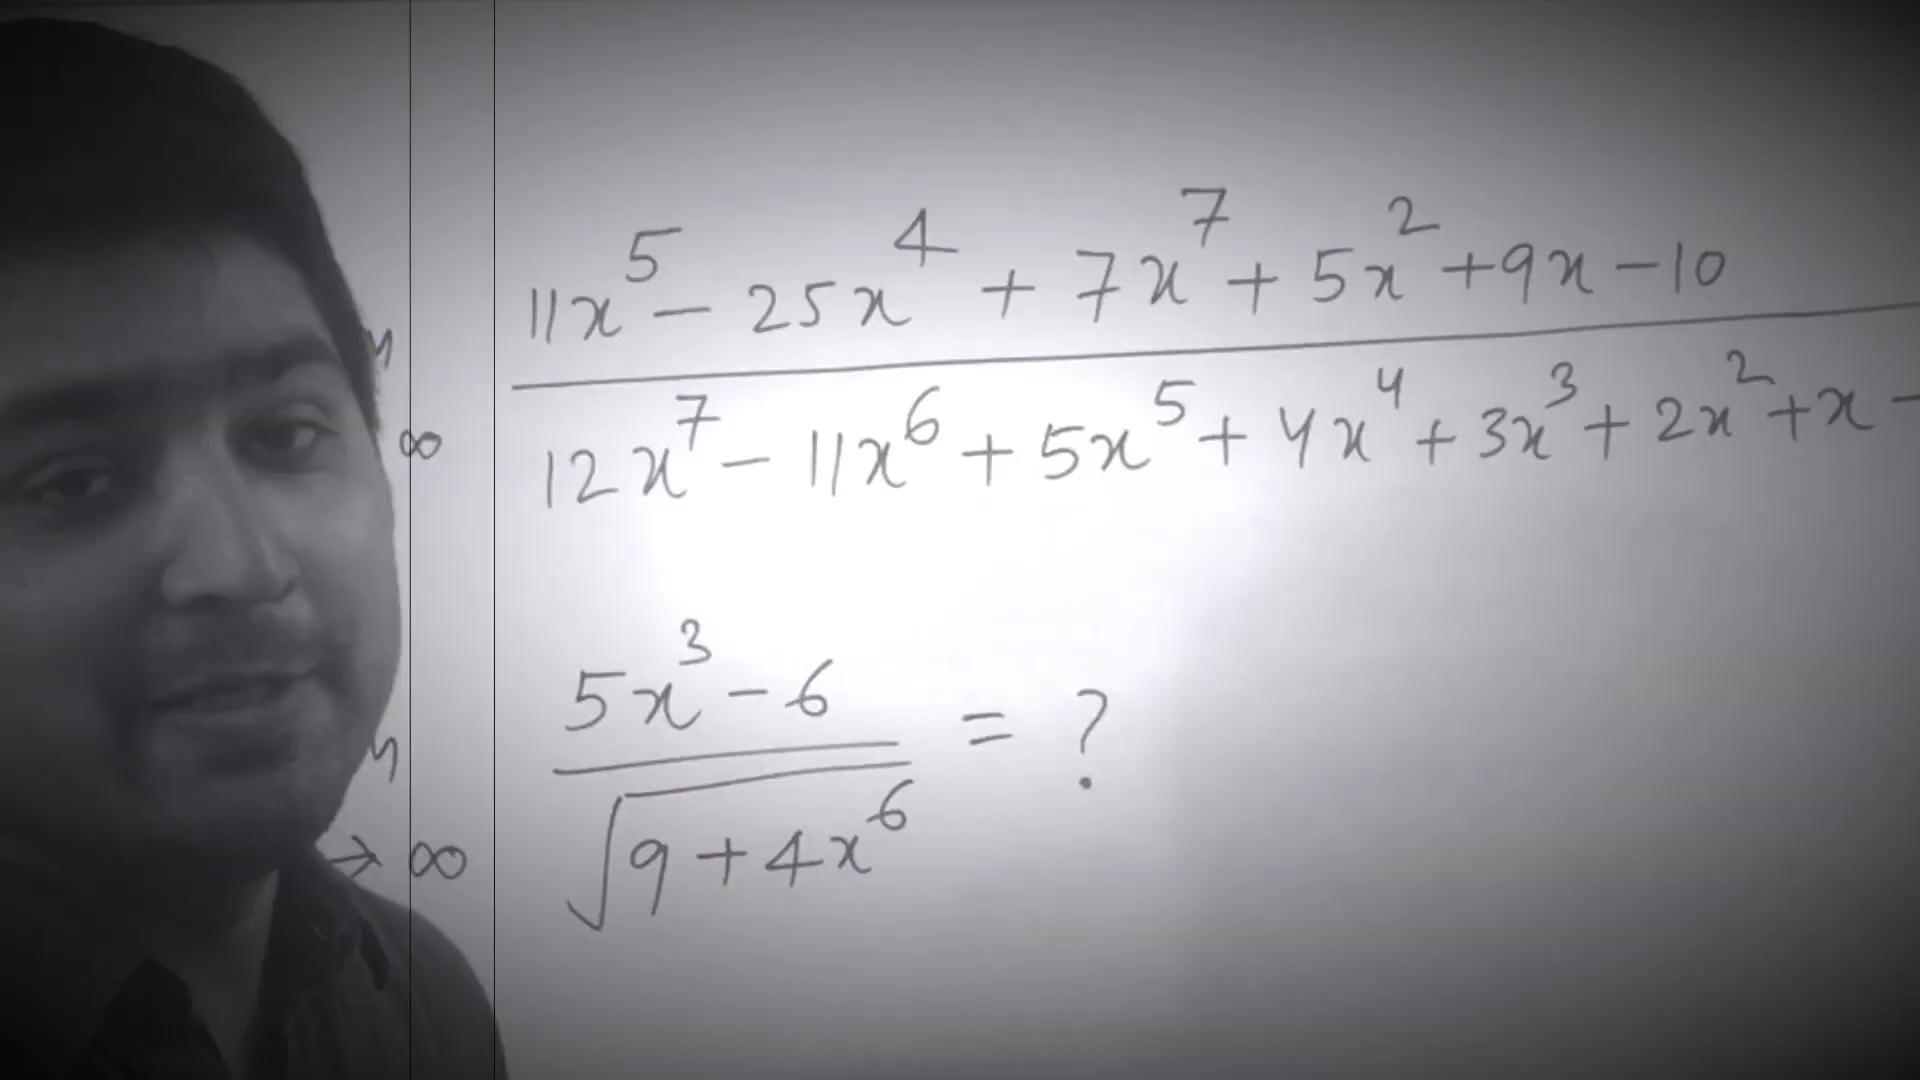 11x⁵ - 25x⁴ + 7x⁷ + 5x² + 9x - 10
∞
12x⁷ - 11x⁶ + 5x⁵ + 4x⁴ + 3x³ + 2x² + x -
5x³ - 6 = ?
→ ∞
√9 + 4x⁶